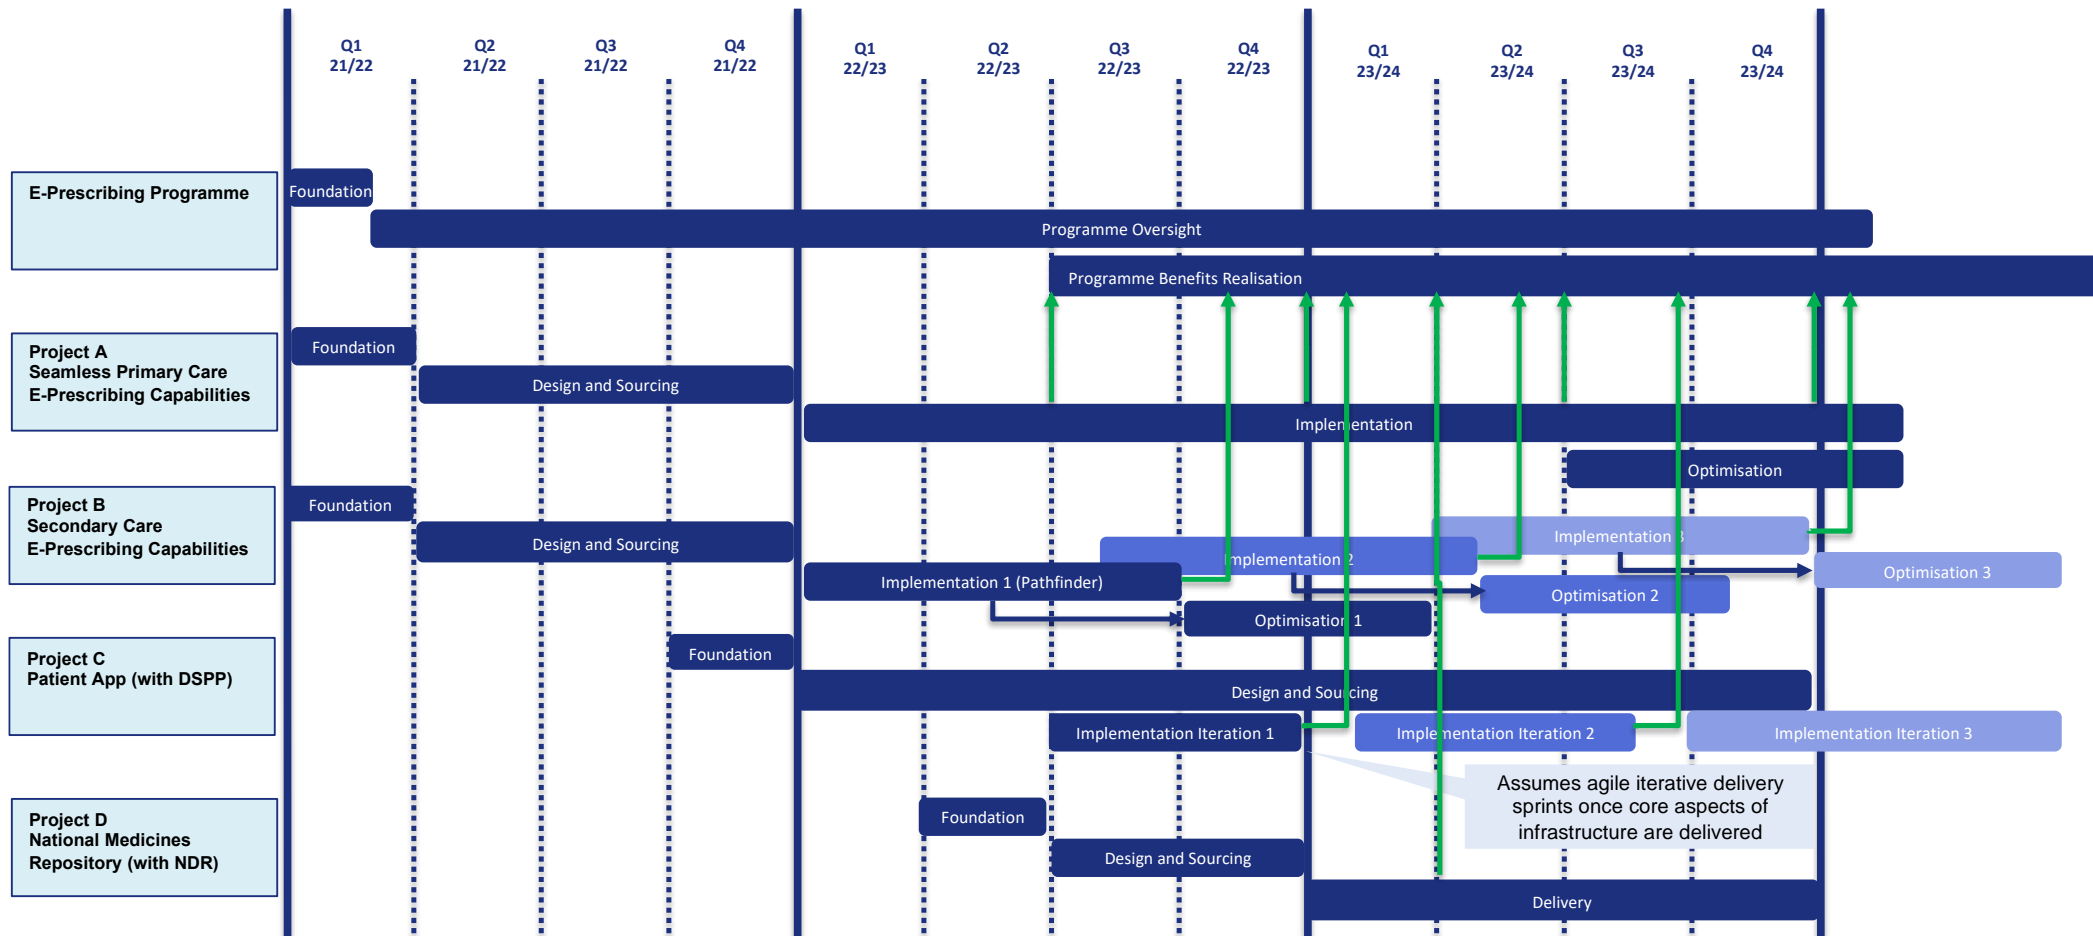 Q1
21/22
Q2
21/22
Q3
21/22
Q4
21/22
Q1
22/23
Q2
22/23
Q3
22/23
Q4
22/23
Q1
23/24
Q2
23/24
Q3
23/24
Q4
23/24
E-Prescribing Programme
Foundation
Programme Oversight
Programme Benefits Realisation
Project A
Seamless Primary Care
E-Prescribing Capabilities
Foundation
Design and Sourcing
Implementation
Optimisation
Project B
Secondary Care
E-Prescribing Capabilities
Foundation
Design and Sourcing
Implementation 3
Implementation 2
Implementation 1 (Pathfinder)
Optimisation 3
Optimisation 2
Optimisation 1
Project C
Patient App (with DSPP)
Foundation
Design and Sourcing
Implementation Iteration 1
Implementation Iteration 2
Implementation Iteration 3
Assumes agile iterative delivery
sprints once core aspects of
infrastructure are delivered
Project D
National Medicines
Repository (with NDR)
Foundation
Design and Sourcing
Delivery